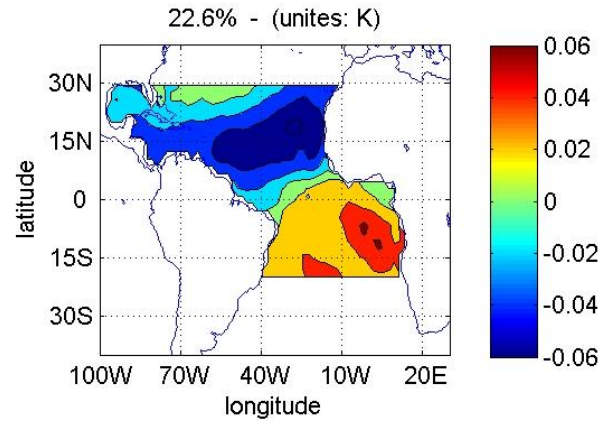 22.6% - (unites: K)
30N
15N
0
15S
30S
latitude
100W 70W 40W 10W 20E
longitude
0.06
0.04
0.02
0
-0.02
-0.04
-0.06